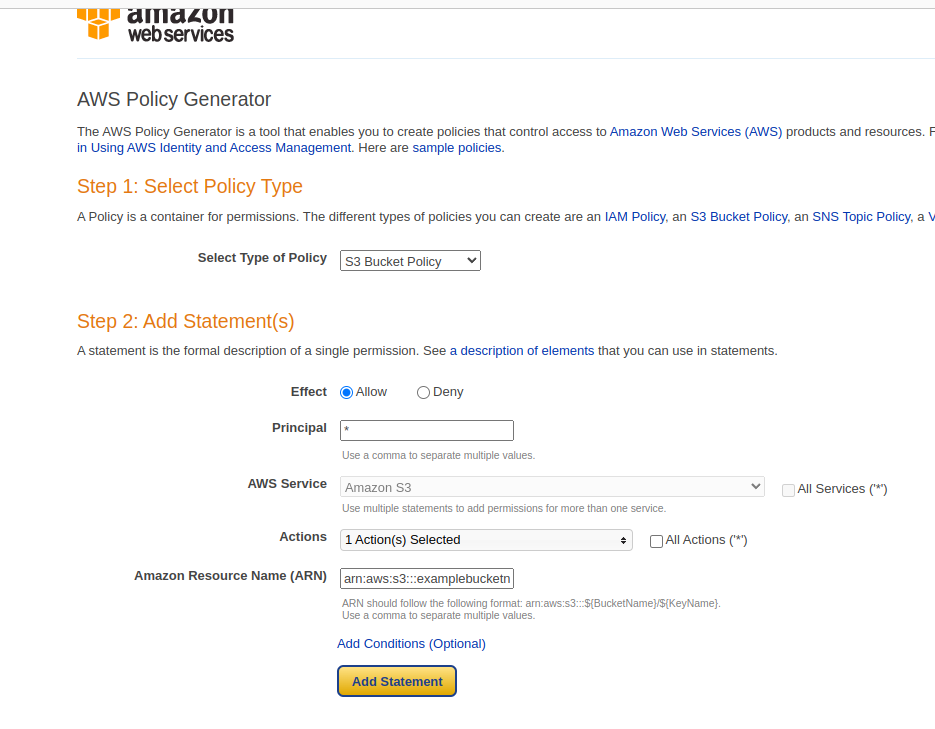 amazon
webservices
AWS Policy Generator
The AWS Policy Generator is a tool that enables you to create policies that control access to Amazon Web Services (AWS) products and resources. F
in Using AWS Identity and Access Management. Here are sample policies.
Step 1: Select Policy Type
A Policy is a container for permissions. The different types of policies you can create are an IAM Policy, an S3 Bucket Policy, an SNS Topic Policy, a V
Select Type of Policy S3 Bucket Policy
Step 2: Add Statement(s)
A statement is the formal description of a single permission. See a description of elements that you can use in statements.
Effect Allow Deny
Principal *
Use a comma to separate multiple values.
AWS Service Amazon S3 All Services ('*')
Use multiple statements to add permissions for more than one service.
Actions 1 Action(s) Selected All Actions ('*')
Amazon Resource Name (ARN) arn:aws:s3:::examplebucketn
ARN should follow the following format: arn:aws:s3:::${BucketName}/${KeyName}.
Use a comma to separate multiple values.
Add Conditions (Optional)
Add Statement